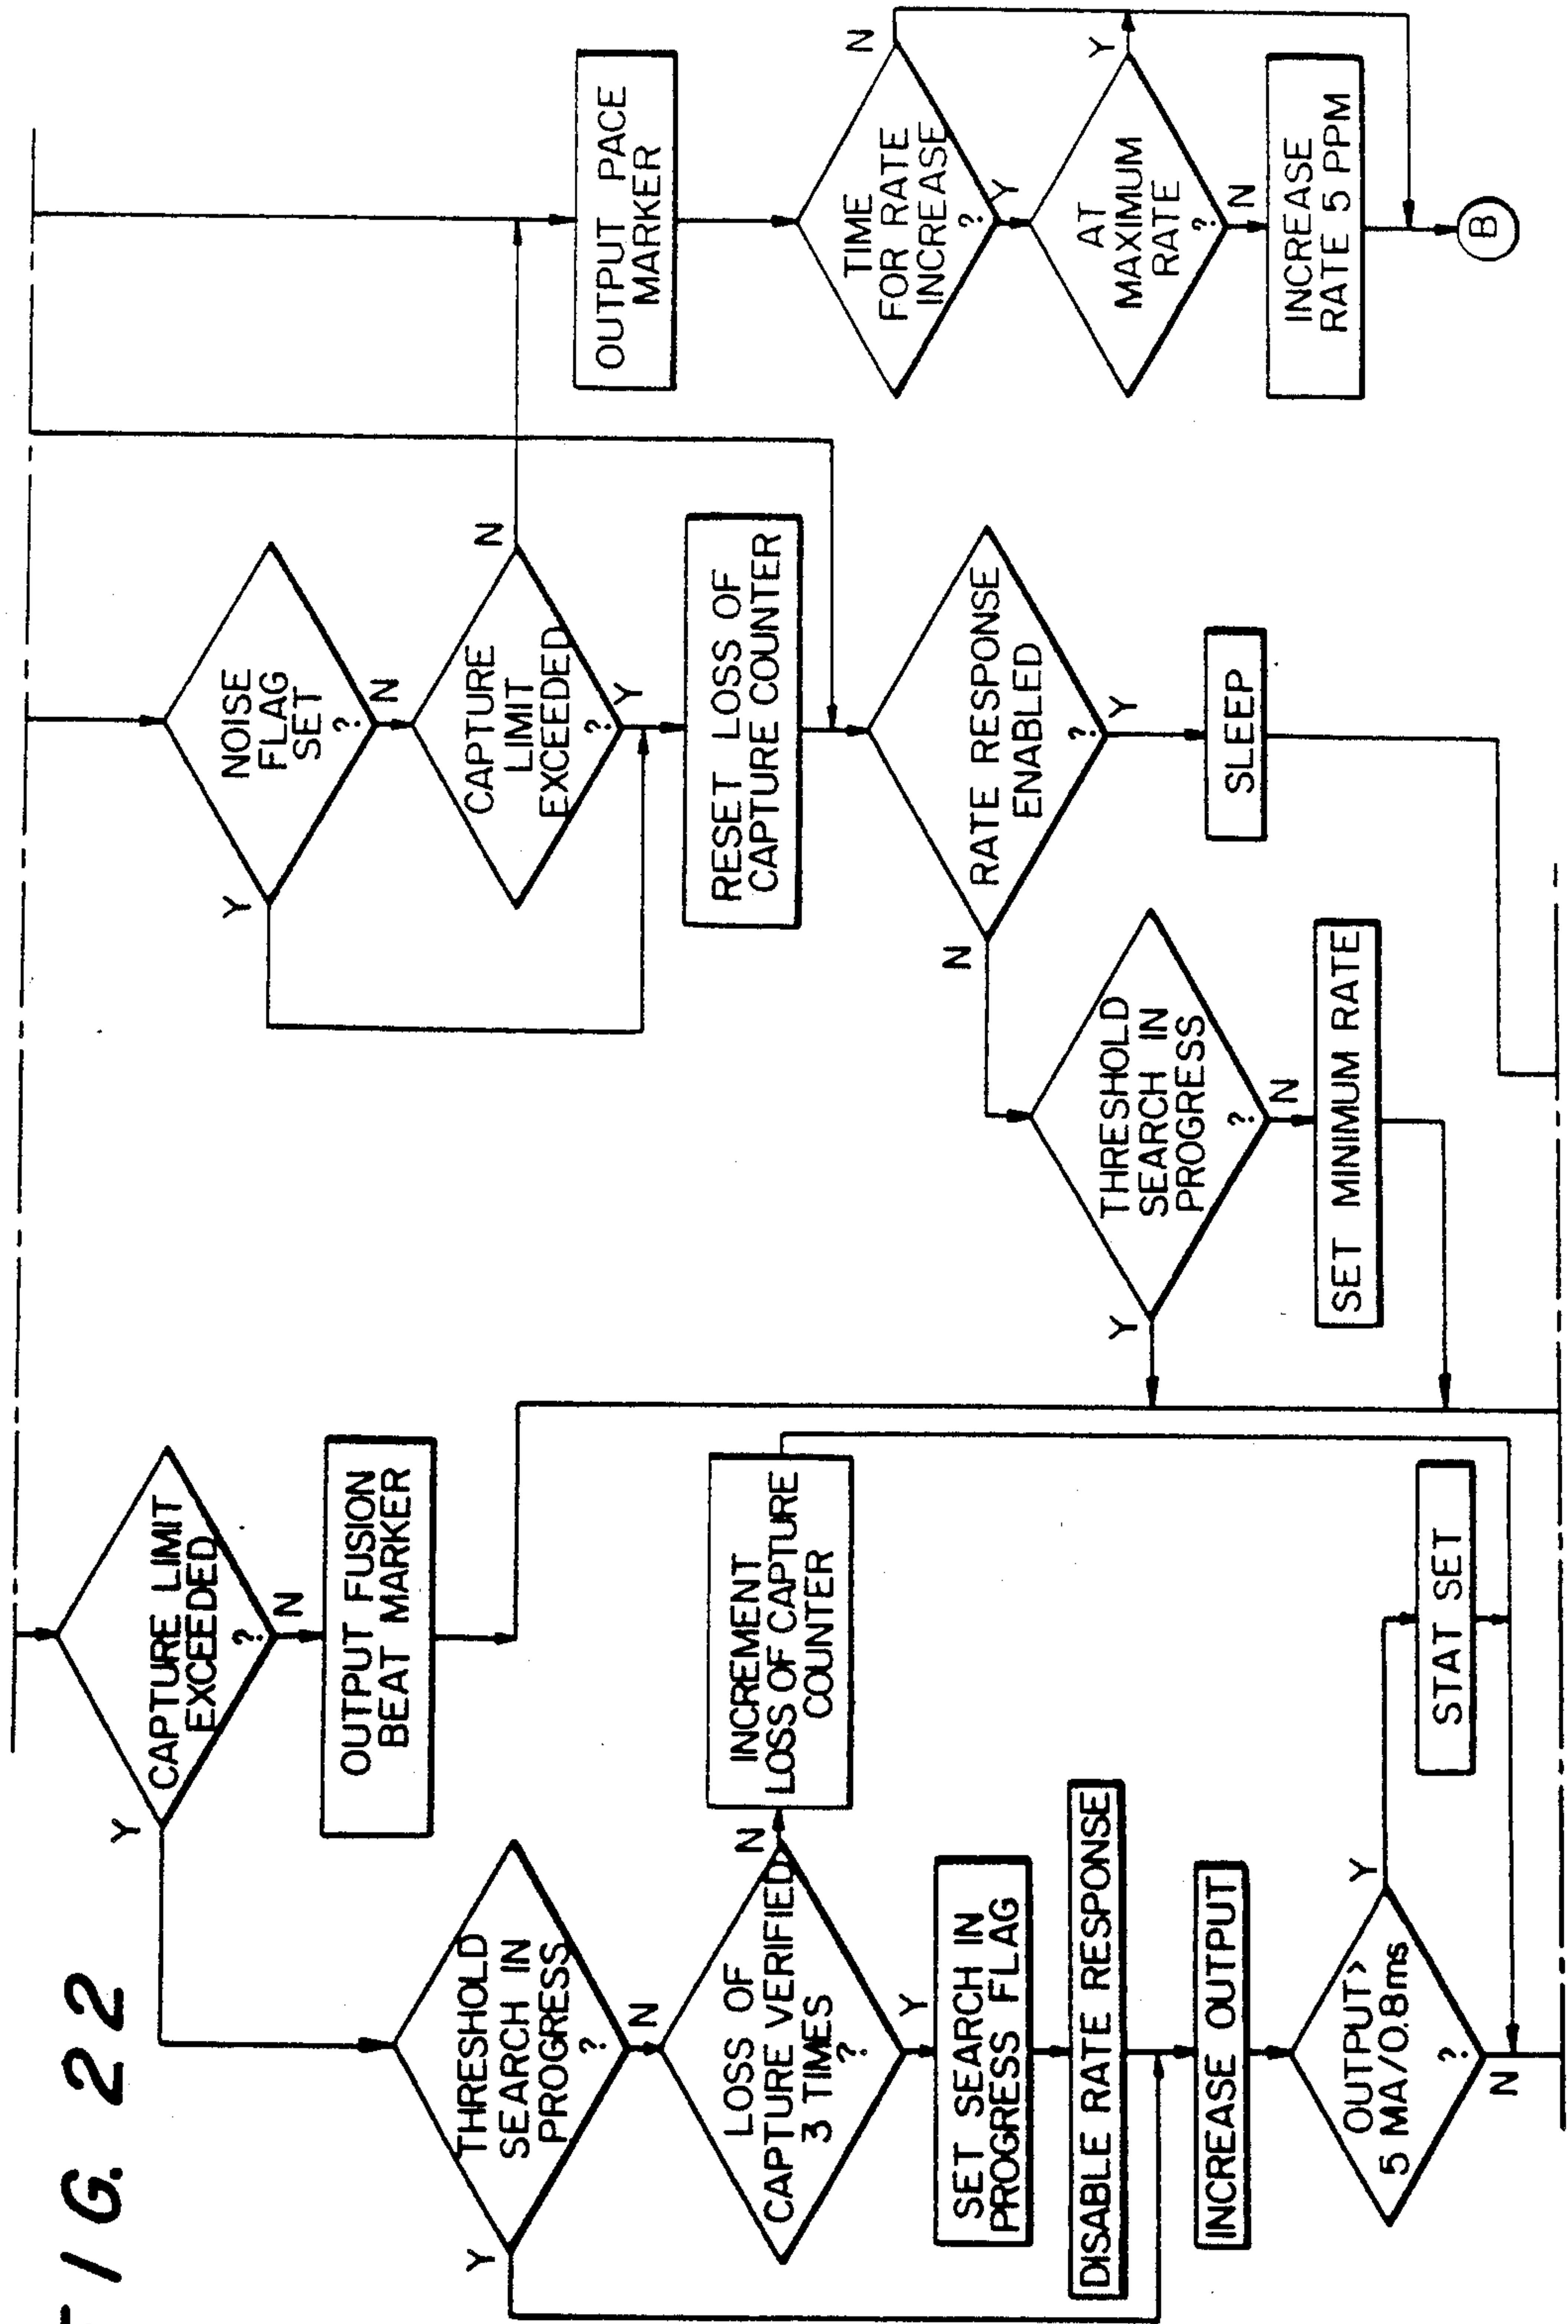 FIG. 22
CAPTURE LIMIT
EXCEEDED
?
Y
N
OUTPUT FUSION
BEAT MARKER
THRESHOLD
SEARCH IN
PROGRESS
?
Y
N
LOSS OF
CAPTURE VERIFIED
3 TIMES
?
N
Y
INCREMENT
LOSS OF CAPTURE
COUNTER
SET SEARCH IN
PROGRESS FLAG
DISABLE RATE RESPONSE
INCREASE OUTPUT
OUTPUT>
5 MA/0.8ms
?
Y
N
STAT SET
NOISE
FLAG
SET
?
Y
N
CAPTURE
LIMIT
EXCEEDED
?
N
Y
RESET LOSS OF
CAPTURE COUNTER
RATE RESPONSE
ENABLED
?
N
Y
THRESHOLD
SEARCH IN
PROGRESS
?
Y
N
SET MINIMUM RATE
SLEEP
OUTPUT PACE
MARKER
TIME
FOR RATE
INCREASE
?
N
Y
AT
MAXIMUM
RATE
?
Y
N
INCREASE
RATE 5 PPM
B